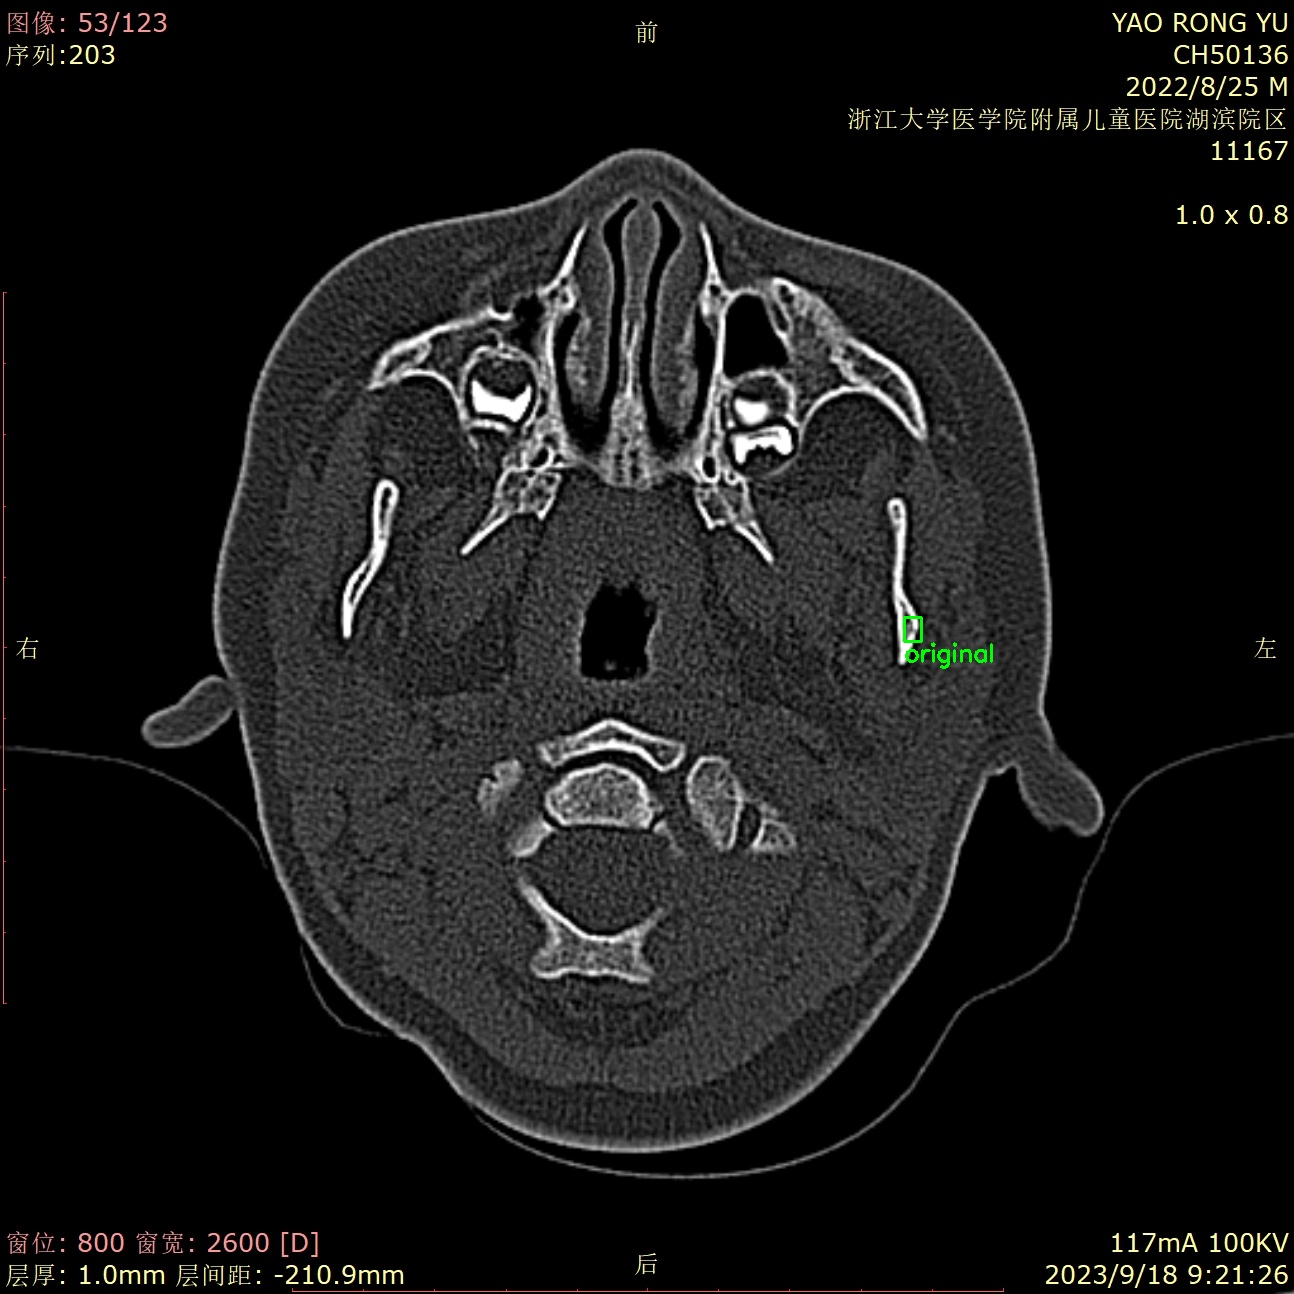 图像: 53/123
序列:203
前
YAO RONG YU
CH50136
2022/8/25 M
浙江大学医学院附属儿童医院湖滨院区
11167
1.0 x 0.8
右
左
original
窗位: 800 窗宽: 2600 [D]
层厚: 1.0mm 层间距: -210.9mm
后
117mA 100KV
2023/9/18 9:21:26